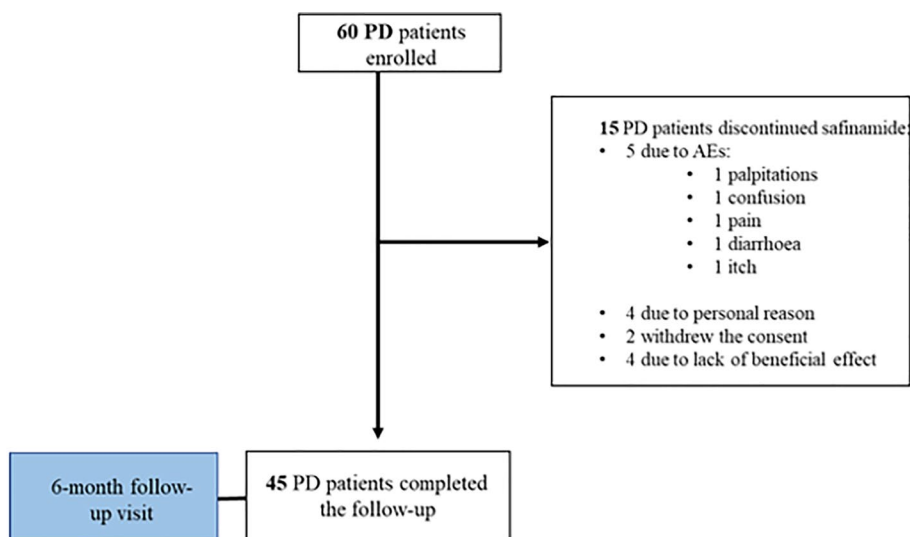 60 PD patients
enrolled
15 PD patients discontinued safinamide:
• 5 due to AEs:
• 1 palpitations
• 1 confusion
• 1 pain
• 1 diarrhoea
• 1 itch
• 4 due to personal reason
• 2 withdrew the consent
• 4 due to lack of beneficial effect
6-month follow-
up visit
45 PD patients completed
the follow-up